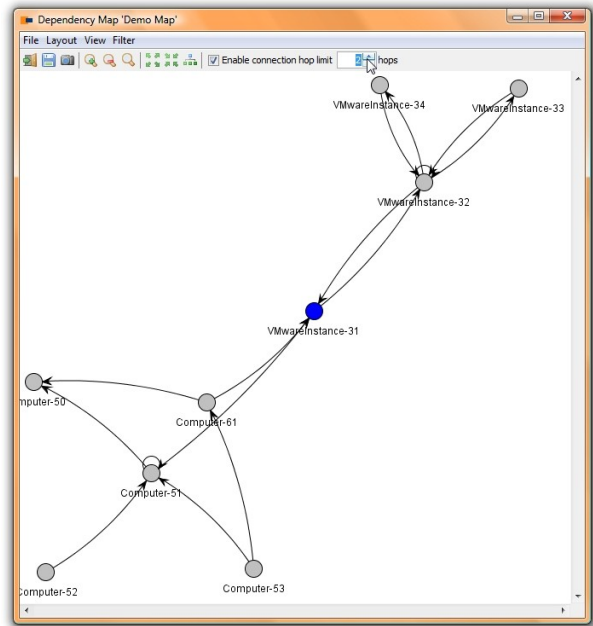 Dependency Map 'Demo Map'
File Layout View Filter
Enable connection hop limit 2 hops
VMwareInstance-34
VMwareInstance-33
VMwareInstance-32
VMwareInstance-31
mputer-50
Computer-61
Computer-51
Computer-53
omputer-52